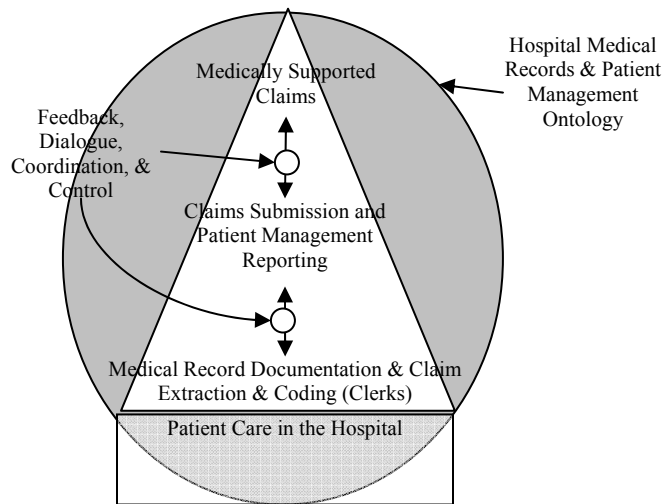 Hospital Medical
Records & Patient
Management
Ontology
Medically Supported
Claims
Feedback,
Dialogue,
Coordination, &
Control
Claims Submission and
Patient Management
Reporting
Medical Record Documentation & Claim
Extraction & Coding (Clerks)
Patient Care in the Hospital